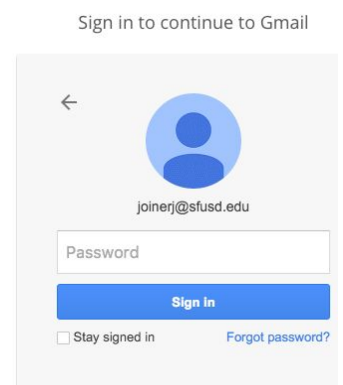 Sign in to continue to Gmail
joinerj@sfusd.edu
Password
Sign in
Stay signed in Forgot password?